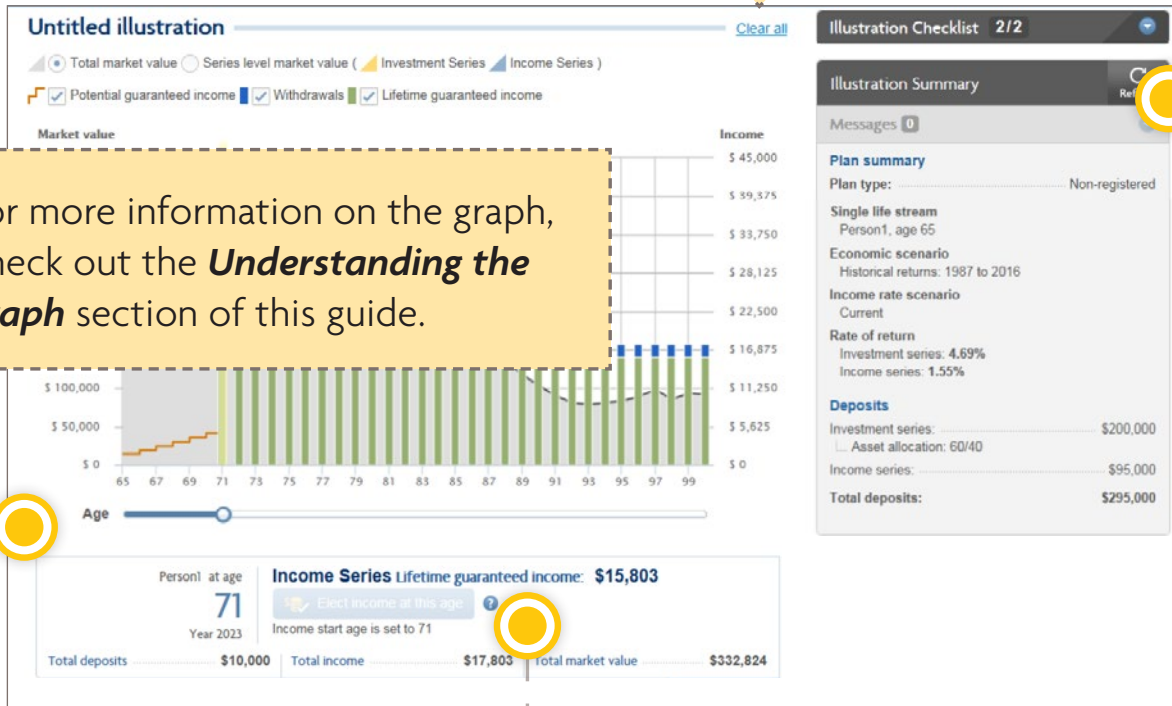 Untitled illustration
Clear all
Total market value Series level market value ( Investment Series Income Series )
Potential guaranteed income Withdrawals Lifetime guaranteed income
Market value
Income
$ 45,000
$ 39,375
$ 33,750
$ 28,125
$ 22,500
$ 16,875
$ 11,250
$ 5,625
$ 0
or more information on the graph,
heck out the Understanding the
aph section of this guide.
$ 100,000
$ 50,000
$ 0
65 67 69 71 73 75 77 79 81 83 85 87 89 91 93 95 97 99
Age
Person1 at age
71
Year 2023
Income Series Lifetime guaranteed income: $15,803
Elect income at this age ?
Income start age is set to 71
Total deposits $10,000
Total income $17,803
Total market value $332,824
Illustration Checklist 2/2
Illustration Summary
Ref
Messages 0
Plan summary
Plan type: Non-registered
Single life stream
Person1, age 65
Economic scenario
Historical returns: 1987 to 2016
Income rate scenario
Current
Rate of return
Investment series: 4.69%
Income series: 1.55%
Deposits
Investment series: $200,000
Asset allocation: 60/40
Income series: $95,000
Total deposits: $295,000